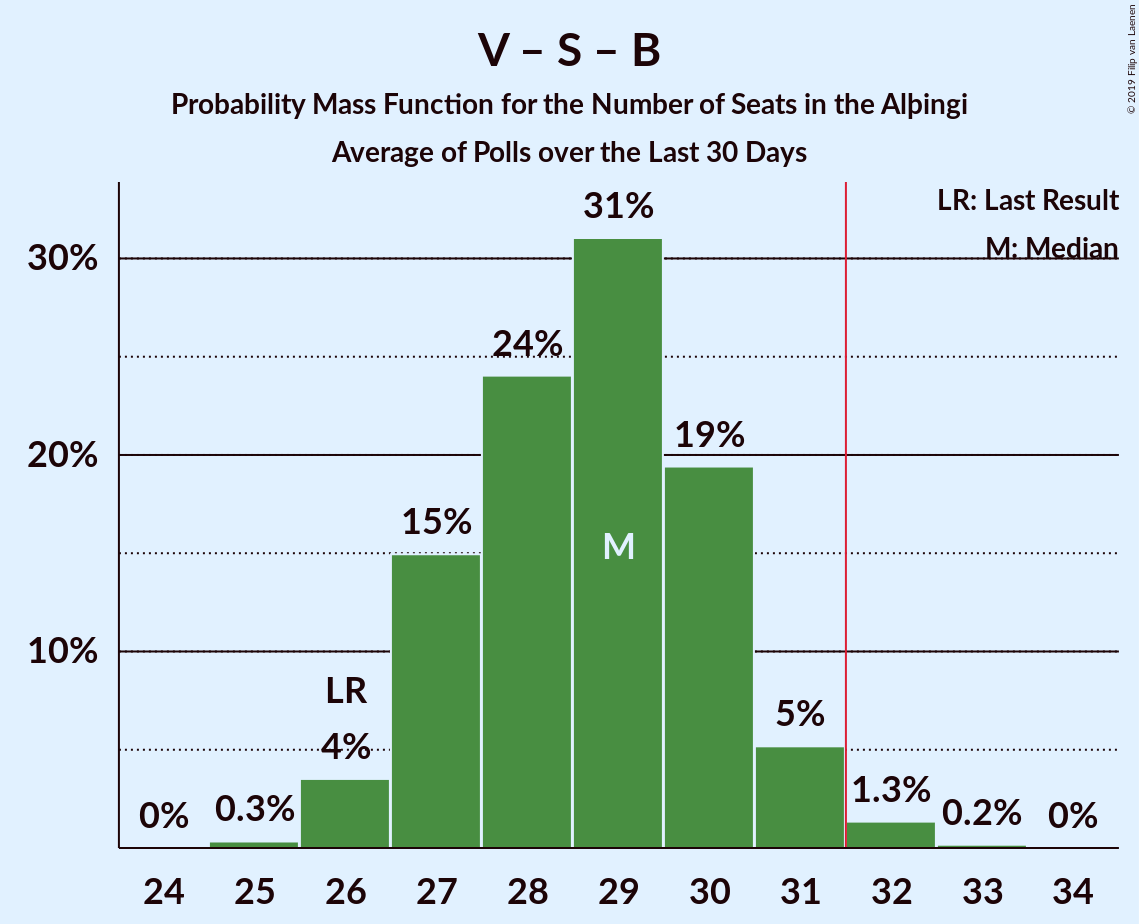 V – S – B
Probability Mass Function for the Number of Seats in the Alþingi
Average of Polls over the Last 30 Days
© 2019 Filip van Laenen
LR: Last Result
M: Median
30%
20%
10%
0%
0.3%
LR
4%
15%
24%
31%
M
19%
5%
1.3%
0.2%
0%
24 25 26 27 28 29 30 31 32 33 34